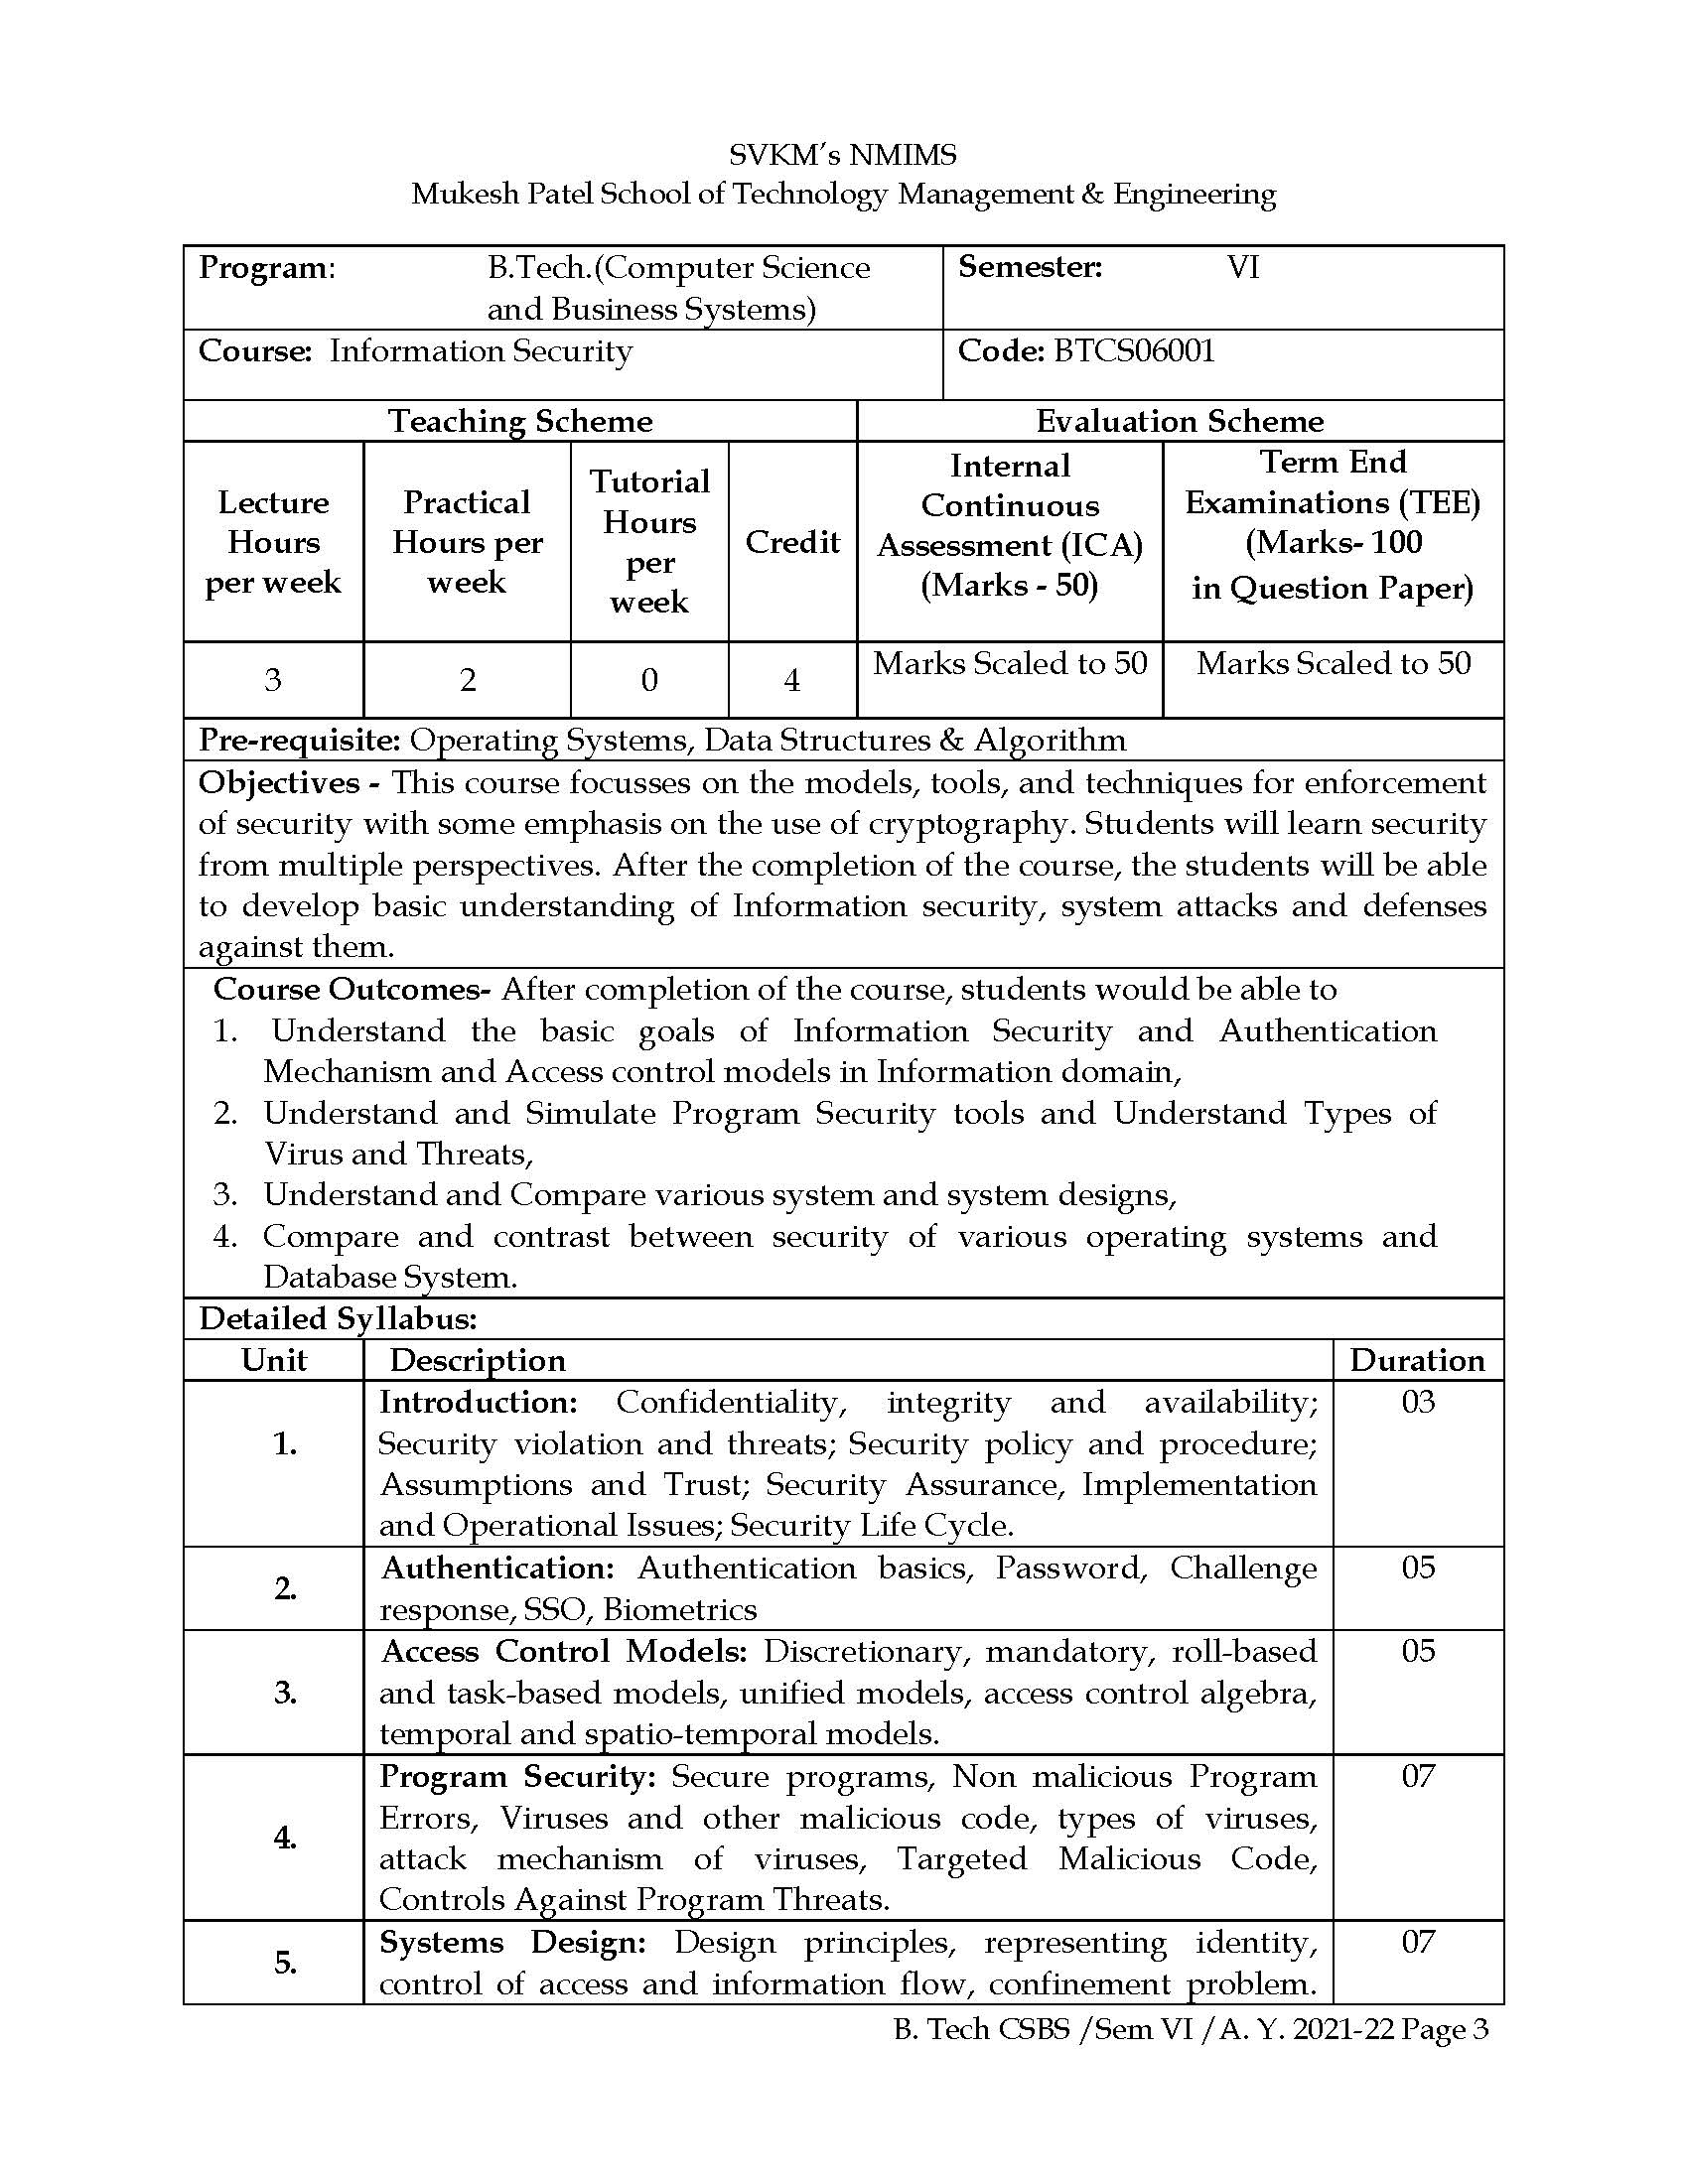 SVKM's NMIMS
Mukesh Patel School of Technology Management & Engineering
Program: B.Tech.(Computer Science
and Business Systems)
Semester: VI
Course: Information Security
Code: BTCS06001
Teaching Scheme
Evaluation Scheme
Lecture
Hours
per week
Practical
Hours per
week
Tutorial
Hours
per
week
Credit
Internal
Continuous
Assessment (ICA)
(Marks - 50)
Term End
Examinations (TEE)
(Marks- 100
in Question Paper)
3
2
0
4
Marks Scaled to 50
Marks Scaled to 50
Pre-requisite: Operating Systems, Data Structures & Algorithm
Objectives - This course focusses on the models, tools, and techniques for enforcement
of security with some emphasis on the use of cryptography. Students will learn security
from multiple perspectives. After the completion of the course, the students will be able
to develop basic understanding of Information security, system attacks and defenses
against them.
Course Outcomes- After completion of the course, students would be able to
1. Understand the basic goals of Information Security and Authentication
Mechanism and Access control models in Information domain,
2. Understand and Simulate Program Security tools and Understand Types of
Virus and Threats,
3. Understand and Compare various system and system designs,
4. Compare and contrast between security of various operating systems and
Database System.
Detailed Syllabus:
Unit
Description
Duration
1.
Introduction: Confidentiality, integrity and availability;
Security violation and threats; Security policy and procedure;
Assumptions and Trust; Security Assurance, Implementation
and Operational Issues; Security Life Cycle.
03
2.
Authentication: Authentication basics, Password, Challenge
response, SSO, Biometrics
05
3.
Access Control Models: Discretionary, mandatory, roll-based
and task-based models, unified models, access control algebra,
temporal and spatio-temporal models.
05
4.
Program Security: Secure programs, Non malicious Program
Errors, Viruses and other malicious code, types of viruses,
attack mechanism of viruses, Targeted Malicious Code,
Controls Against Program Threats.
07
5.
Systems Design: Design principles, representing identity,
control of access and information flow, confinement problem.
07
B. Tech CSBS /Sem VI /A. Y. 2021-22 Page 3